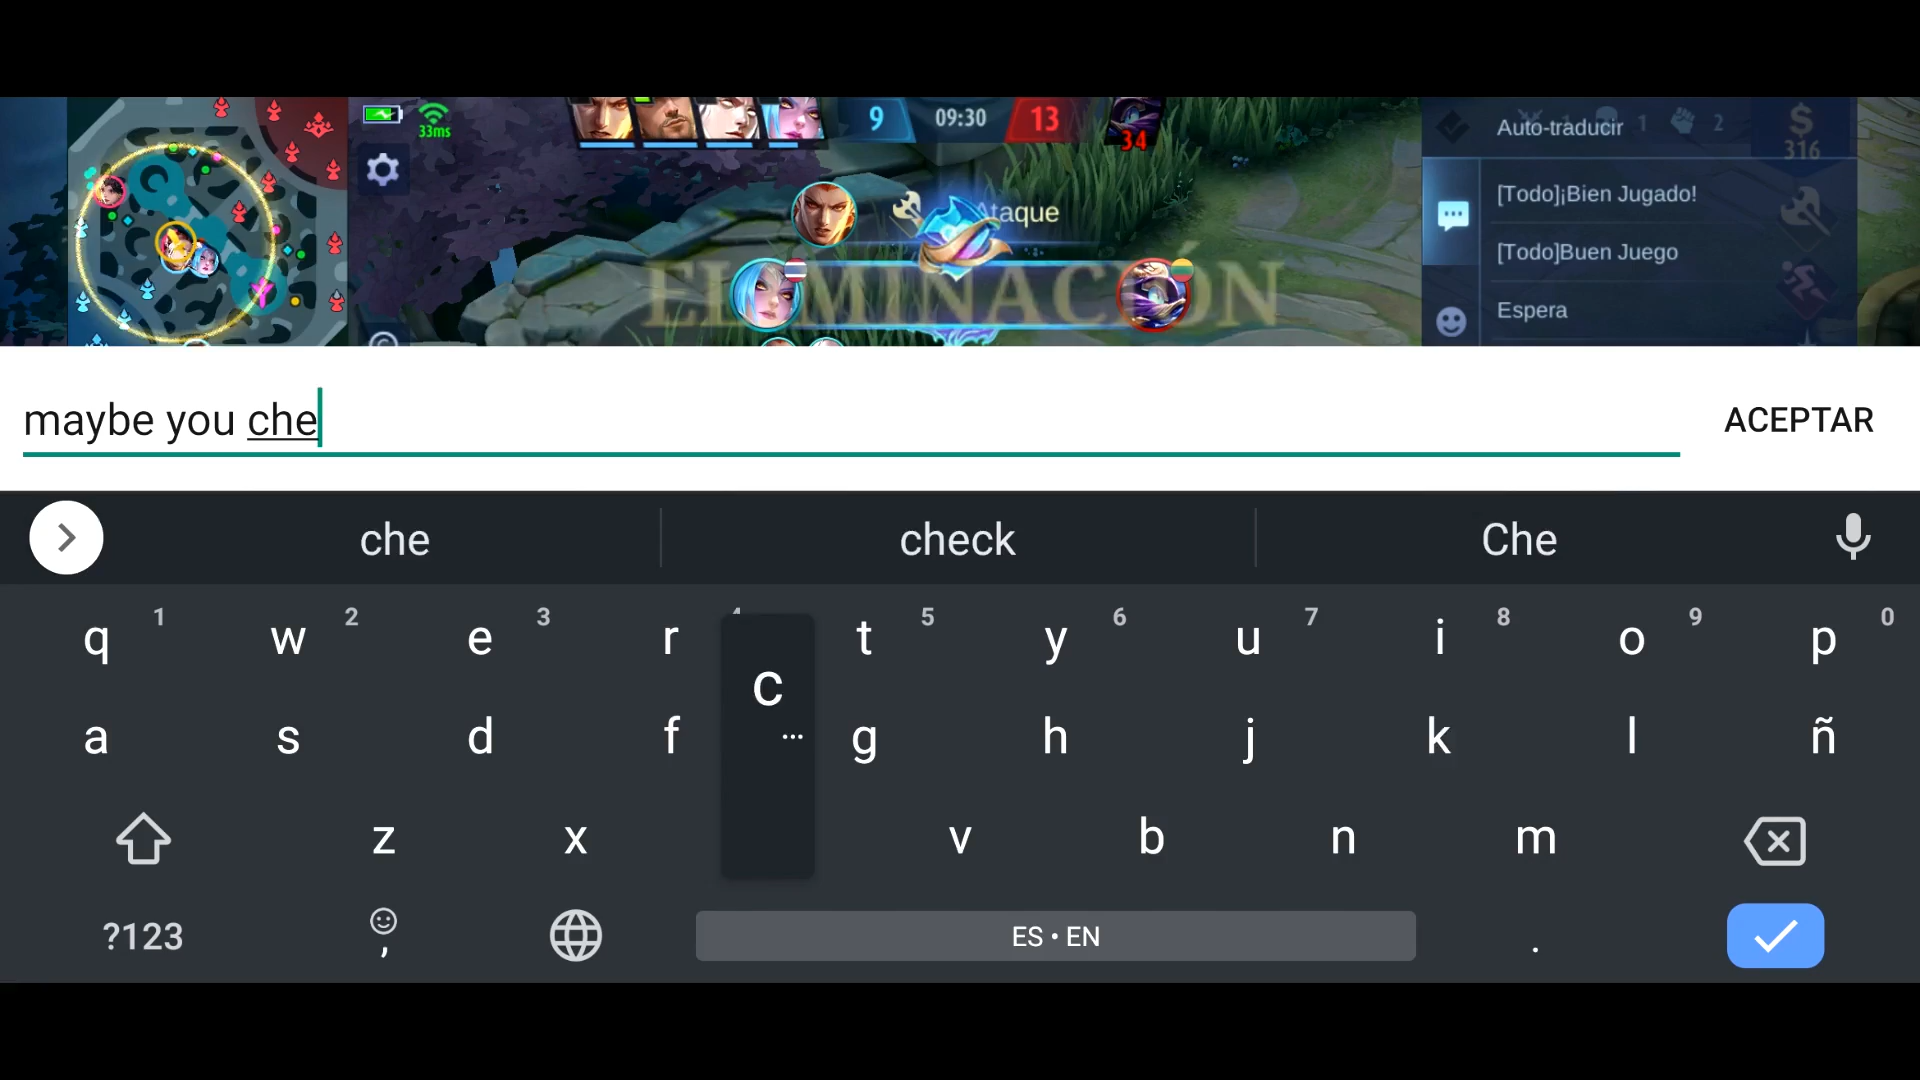 33ms
9 09:30 13
34
Auto-traducir 1 2
316
[Todo]¡Bien Jugado!
[Todo]Buen Juego
Espera
Ataque
ELIMINACIÓN
maybe you che
ACEPTAR
che check Che
q 1 w 2 e 3 r 4 t 5 y 6 u 7 i 8 o 9 p 0
c
...
a s d f g h j k l ñ
z x v b n m
?123 , ES • EN .